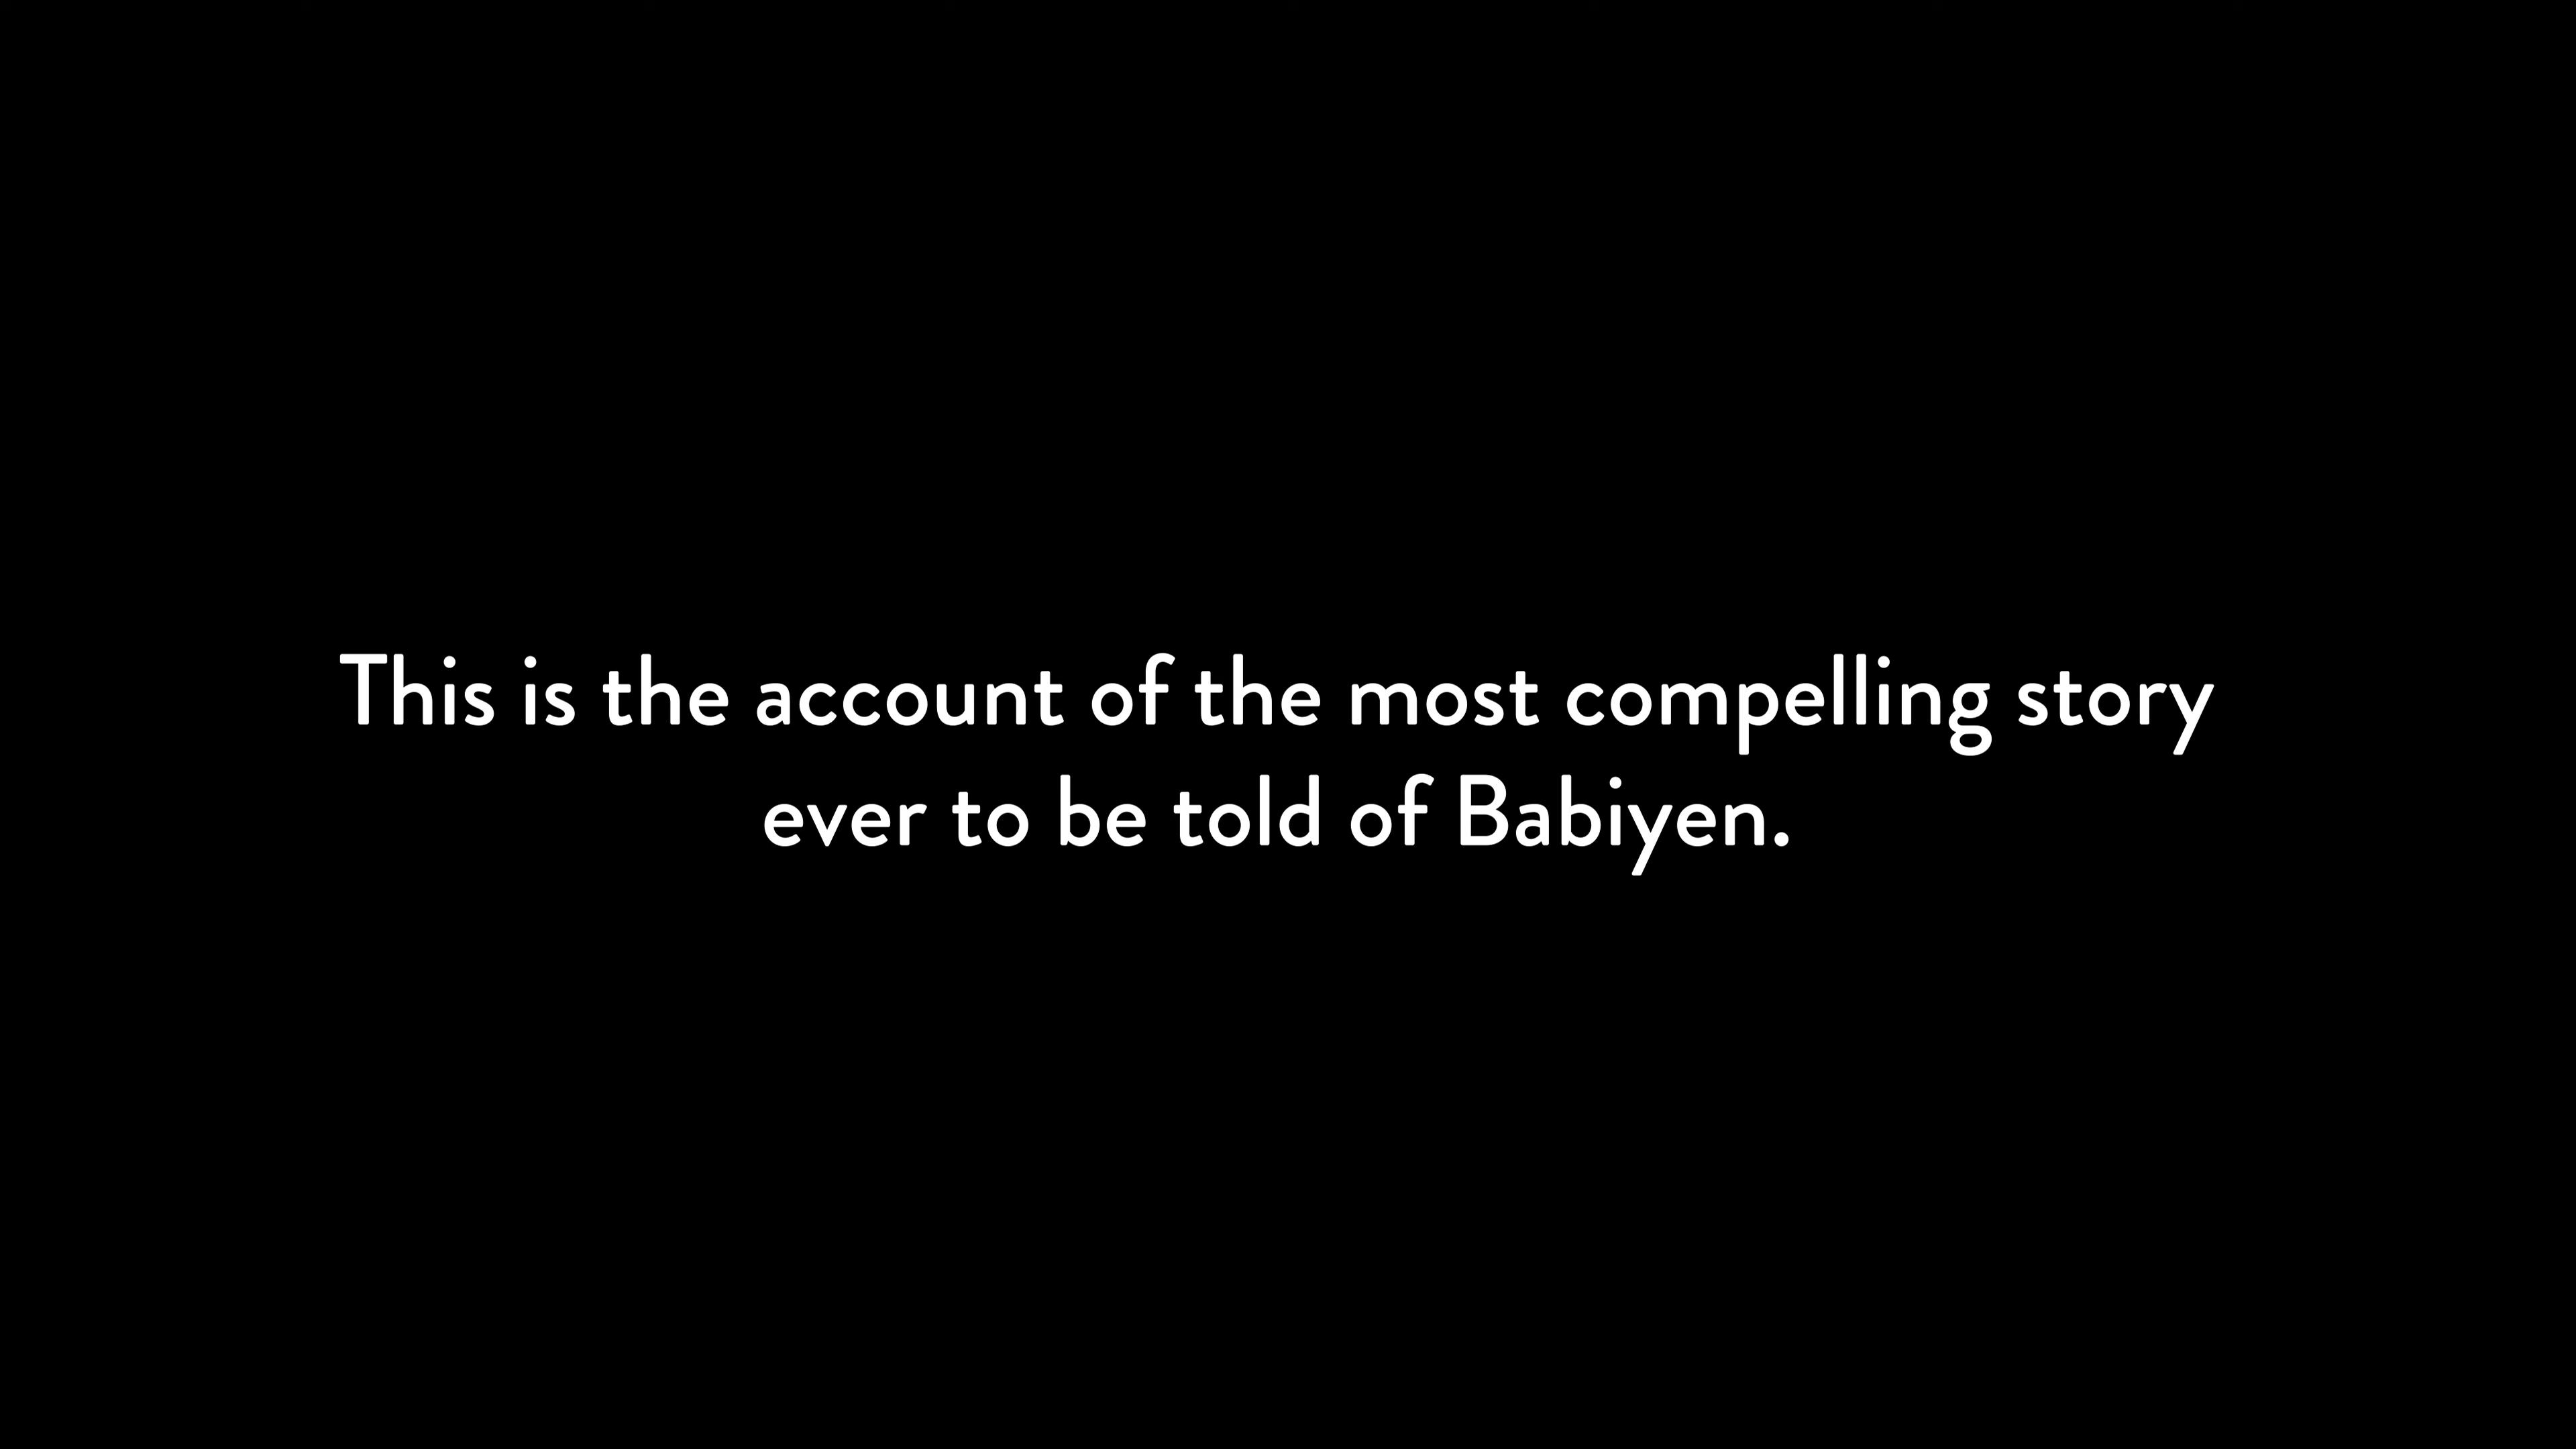 This is the account of the most compelling story
ever to be told of Babiyen.